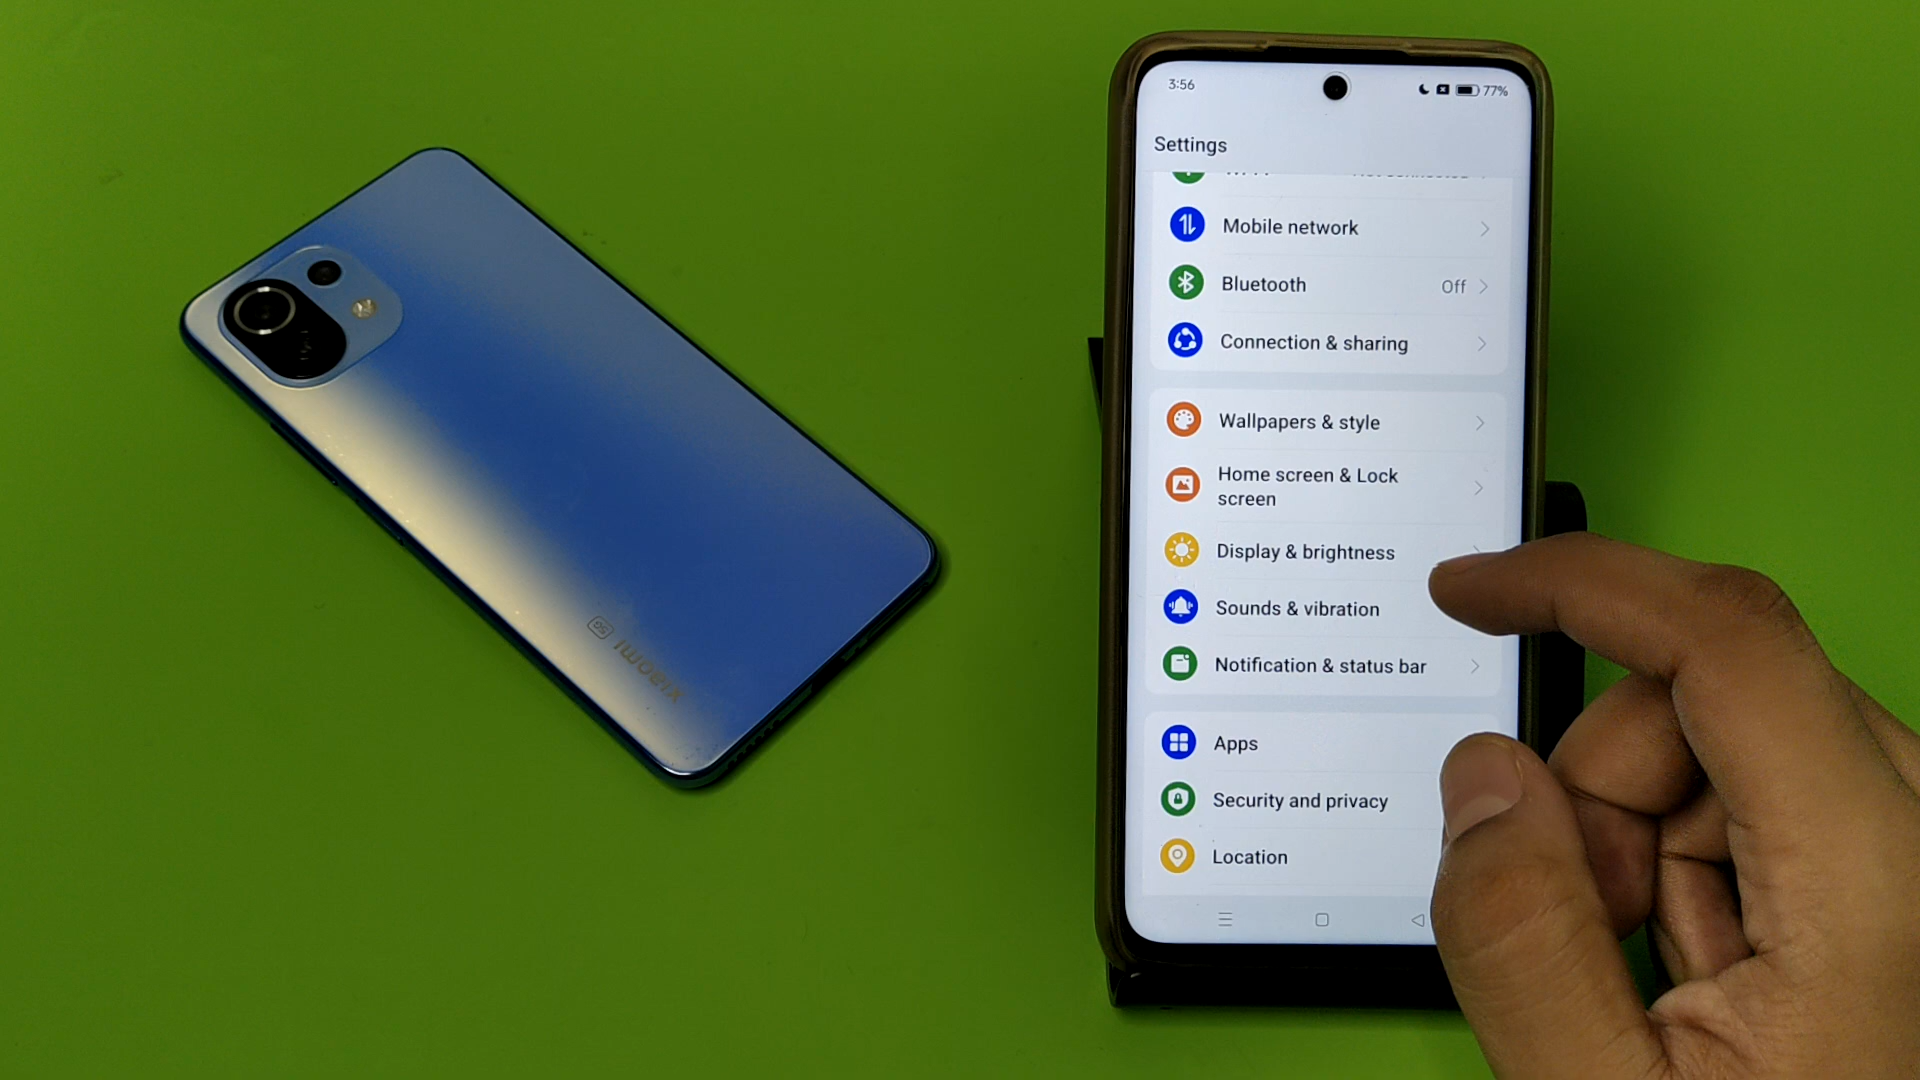 3:56
77%
Settings
Mobile network
Bluetooth
Off
Connection & sharing
Wallpapers & style
Home screen & Lock
screen
Display & brightness
Sounds & vibration
Notification & status bar
Apps
Security and privacy
Location
xiaomi
5G